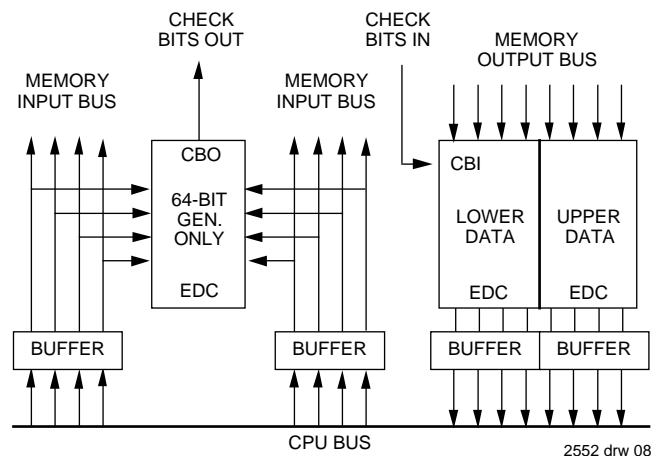 CHECK
BITS OUT
CHECK
BITS IN
MEMORY
OUTPUT BUS
MEMORY
INPUT BUS
MEMORY
INPUT BUS
CBO
64-BIT
GEN.
ONLY
EDC
CBI
LOWER
DATA
UPPER
DATA
EDC
EDC
BUFFER
BUFFER
BUFFER
BUFFER
CPU BUS
2552 drw 08